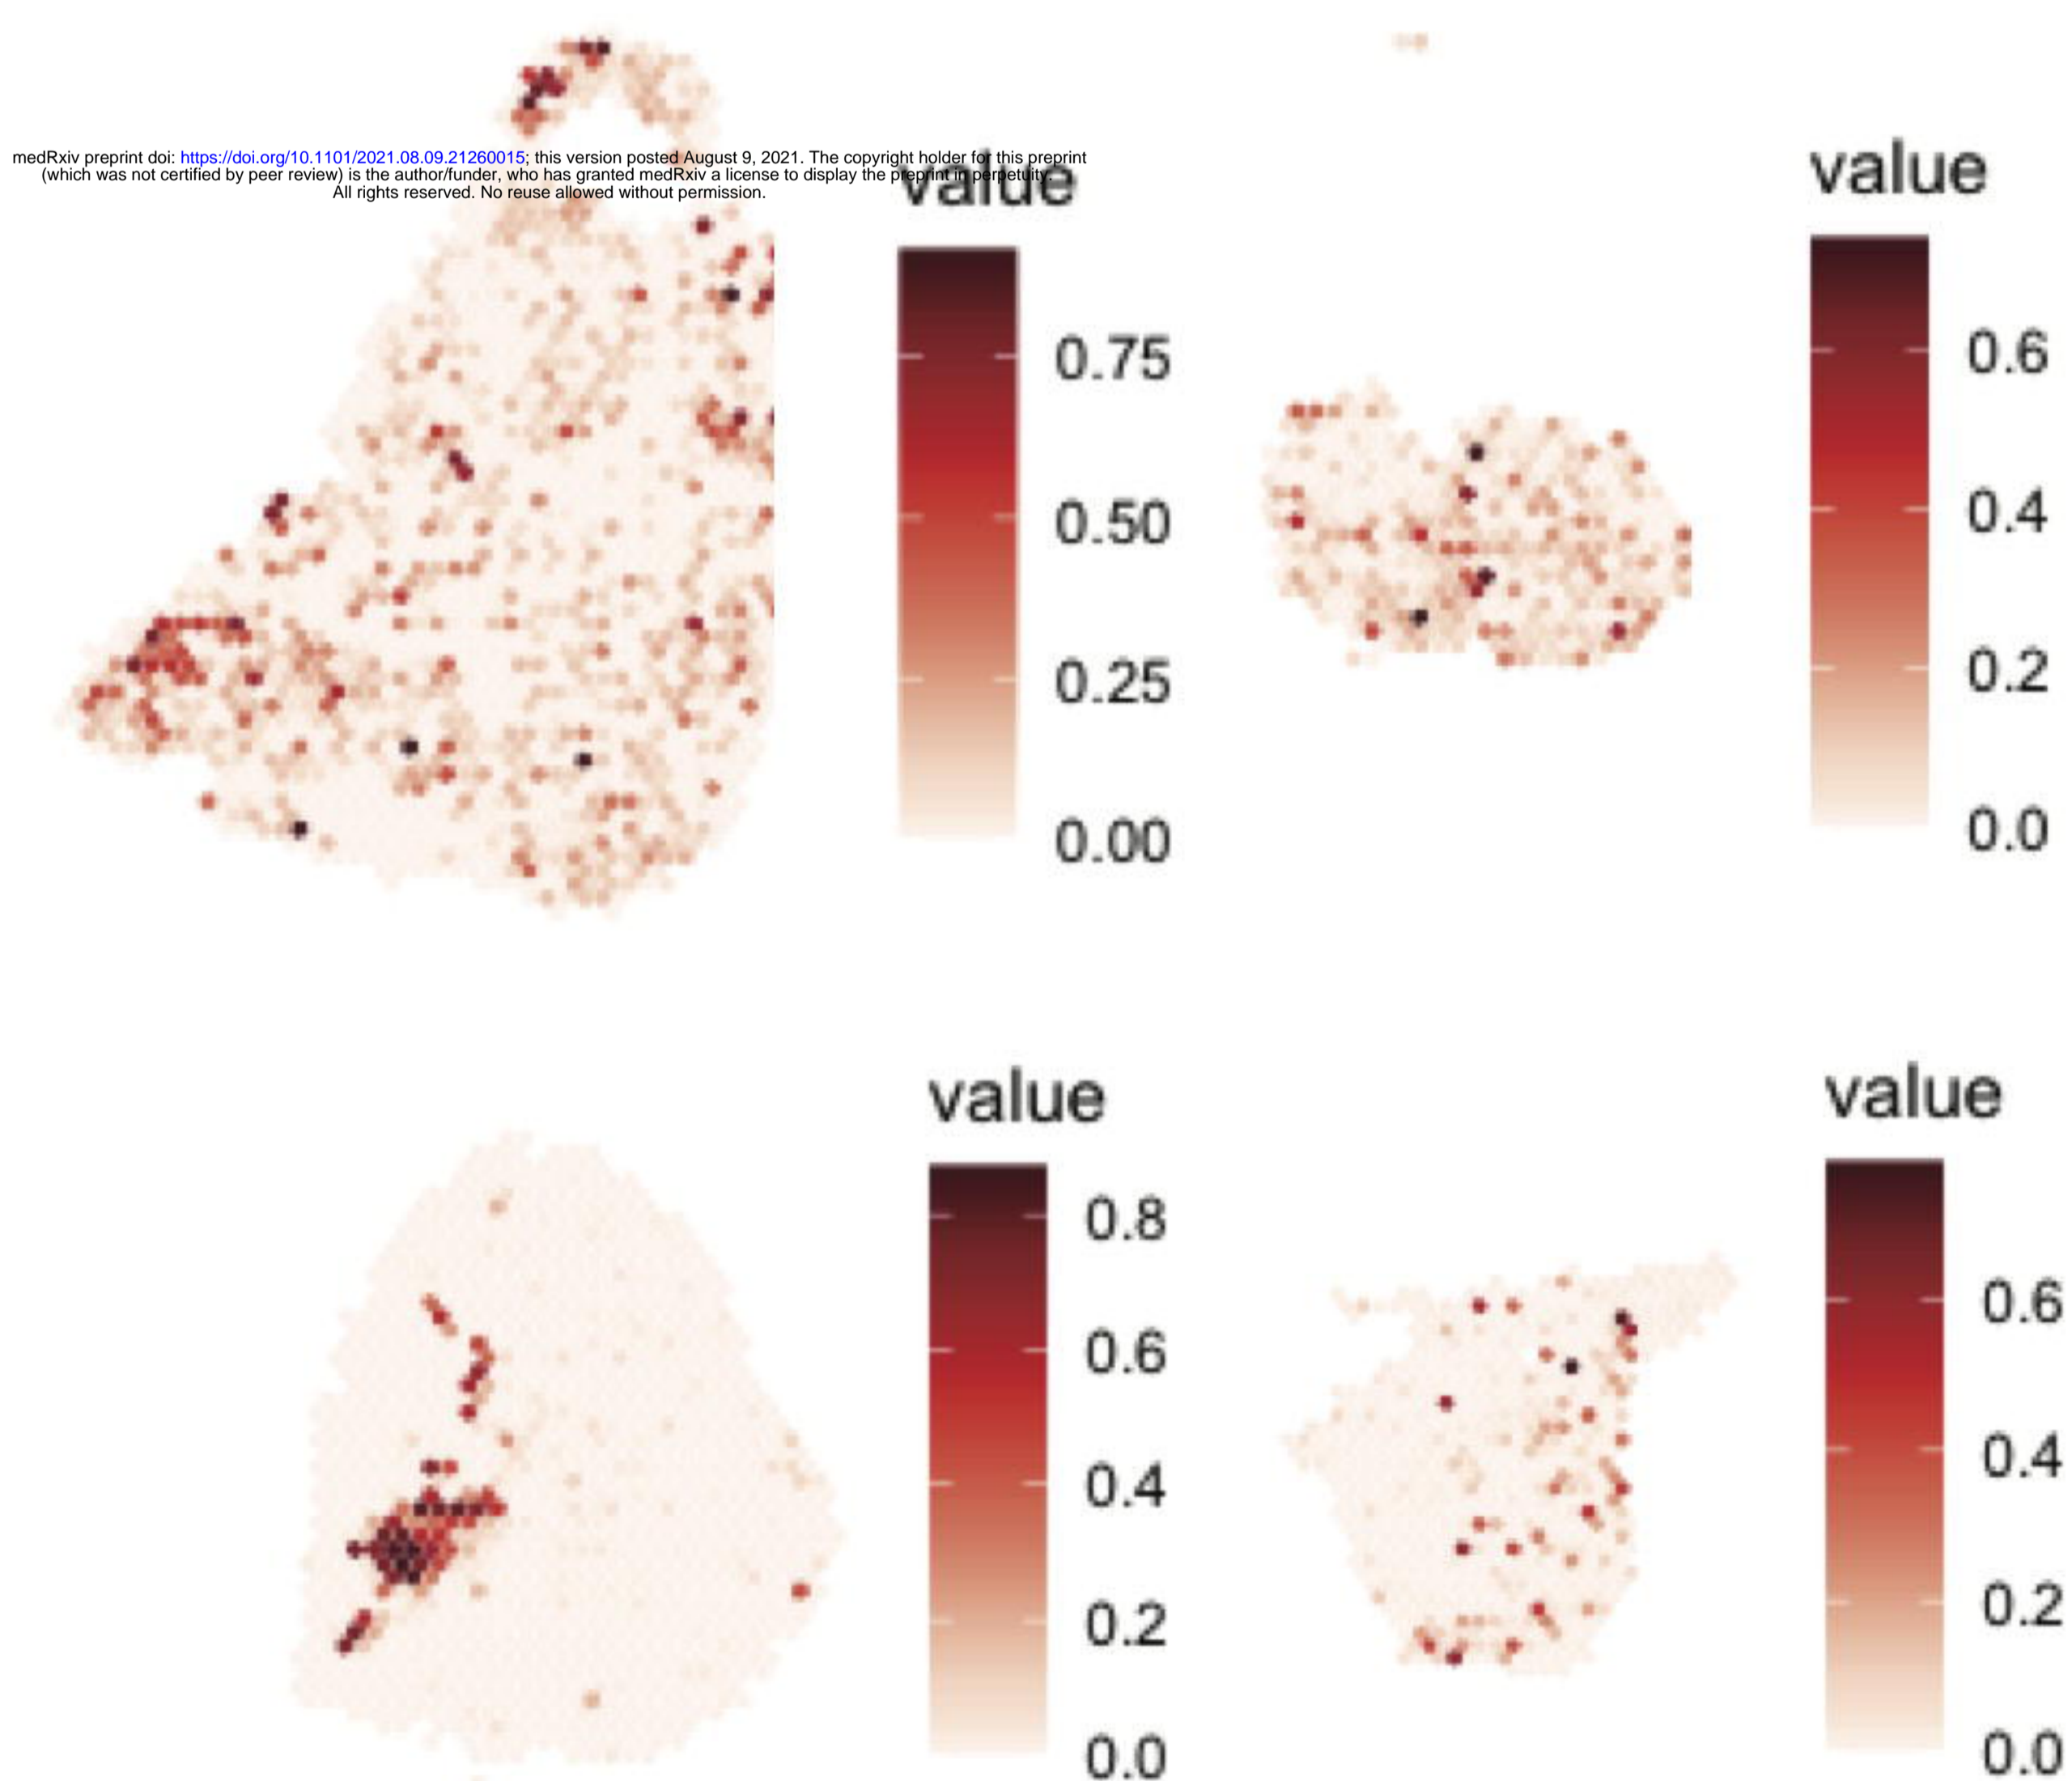 medRxiv preprint doi: https://doi.org/10.1101/2021.08.09.21260015; this version posted August 9, 2021. The copyright holder for this preprint
(which was not certified by peer review) is the author/funder, who has granted medRxiv a license to display the preprint in perpetuity.
All rights reserved. No reuse allowed without permission.
value
0.75
0.50
0.25
0.00
value
0.6
0.4
0.2
0.0
value
0.8
0.6
0.4
0.2
0.0
value
0.6
0.4
0.2
0.0